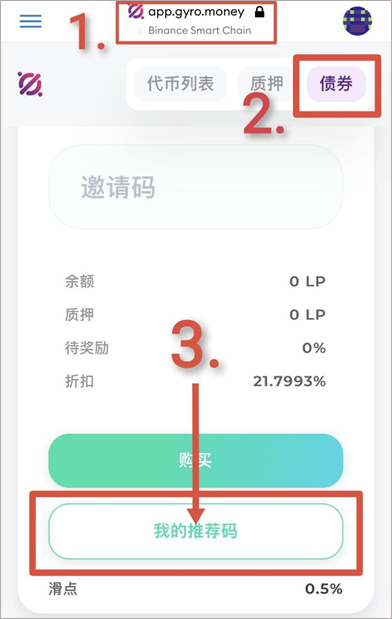 1.
app.gyro.money
Binance Smart Chain
代币列表
质押
债券
2.
邀请码
余额 0 LP
质押 0 LP
待奖励 0%
3.
折扣 21.7993%
购买
我的推荐码
滑点 0.5%